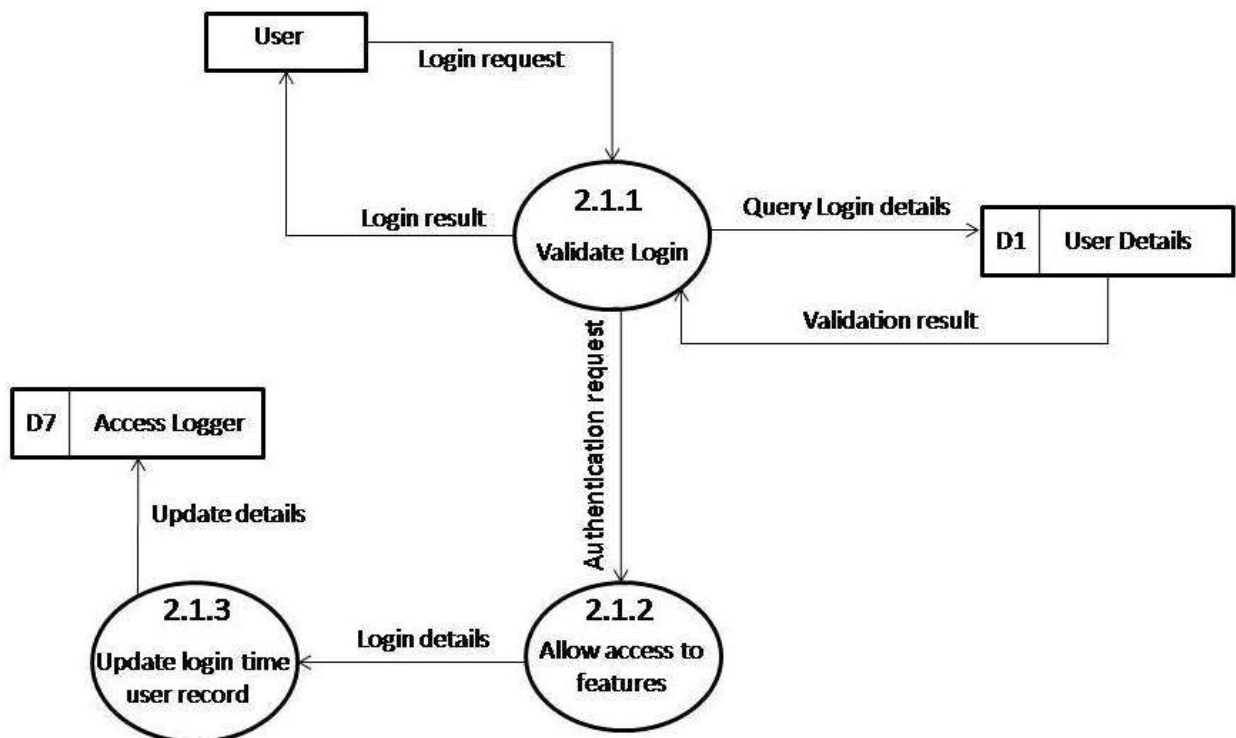 User
Login request
2.1.1
Validate Login
Login result
Query Login details
D1 User Details
Validation result
Authentication request
D7 Access Logger
Update details
2.1.3
Update login time
user record
Login details
2.1.2
Allow access to
features